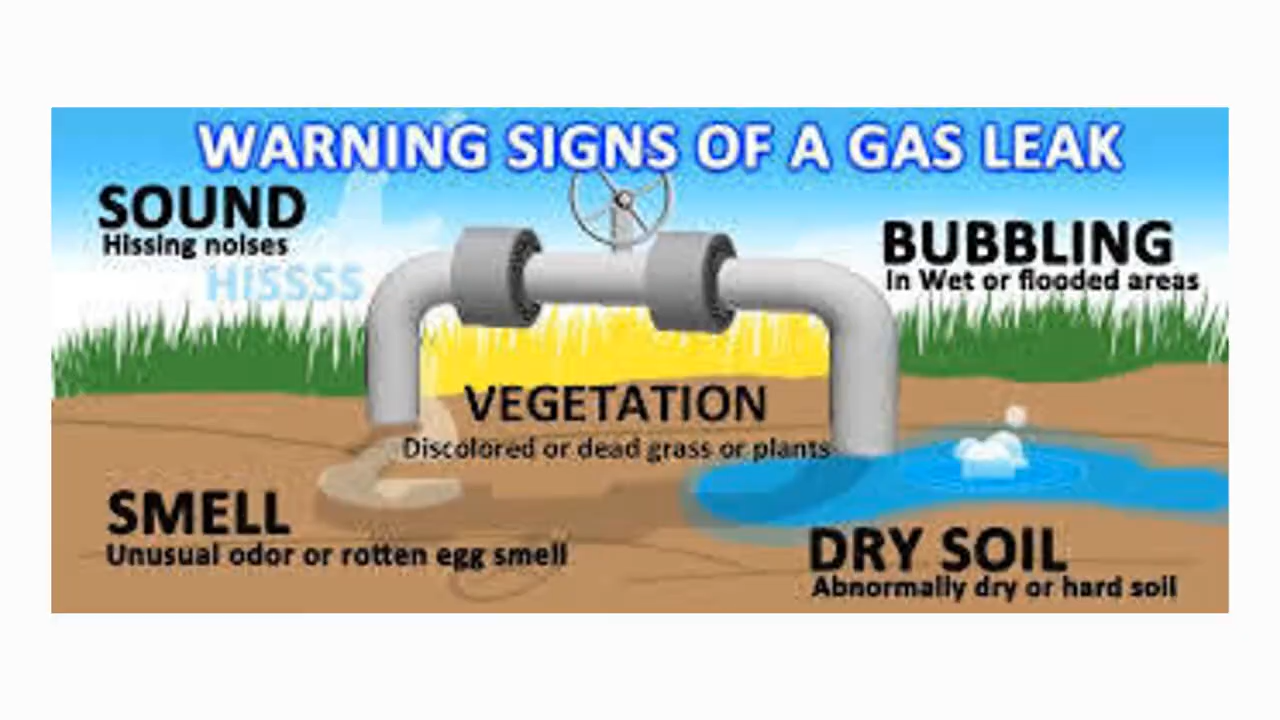 WARNING SIGNS OF A GAS LEAK
SOUND
Hissing noises
HISSSS
BUBBLING
In Wet or flooded areas
VEGETATION
Discolored or dead grass or plants
SMELL
Unusual odor or rotten egg smell
DRY SOIL
Abnormally dry or hard soil